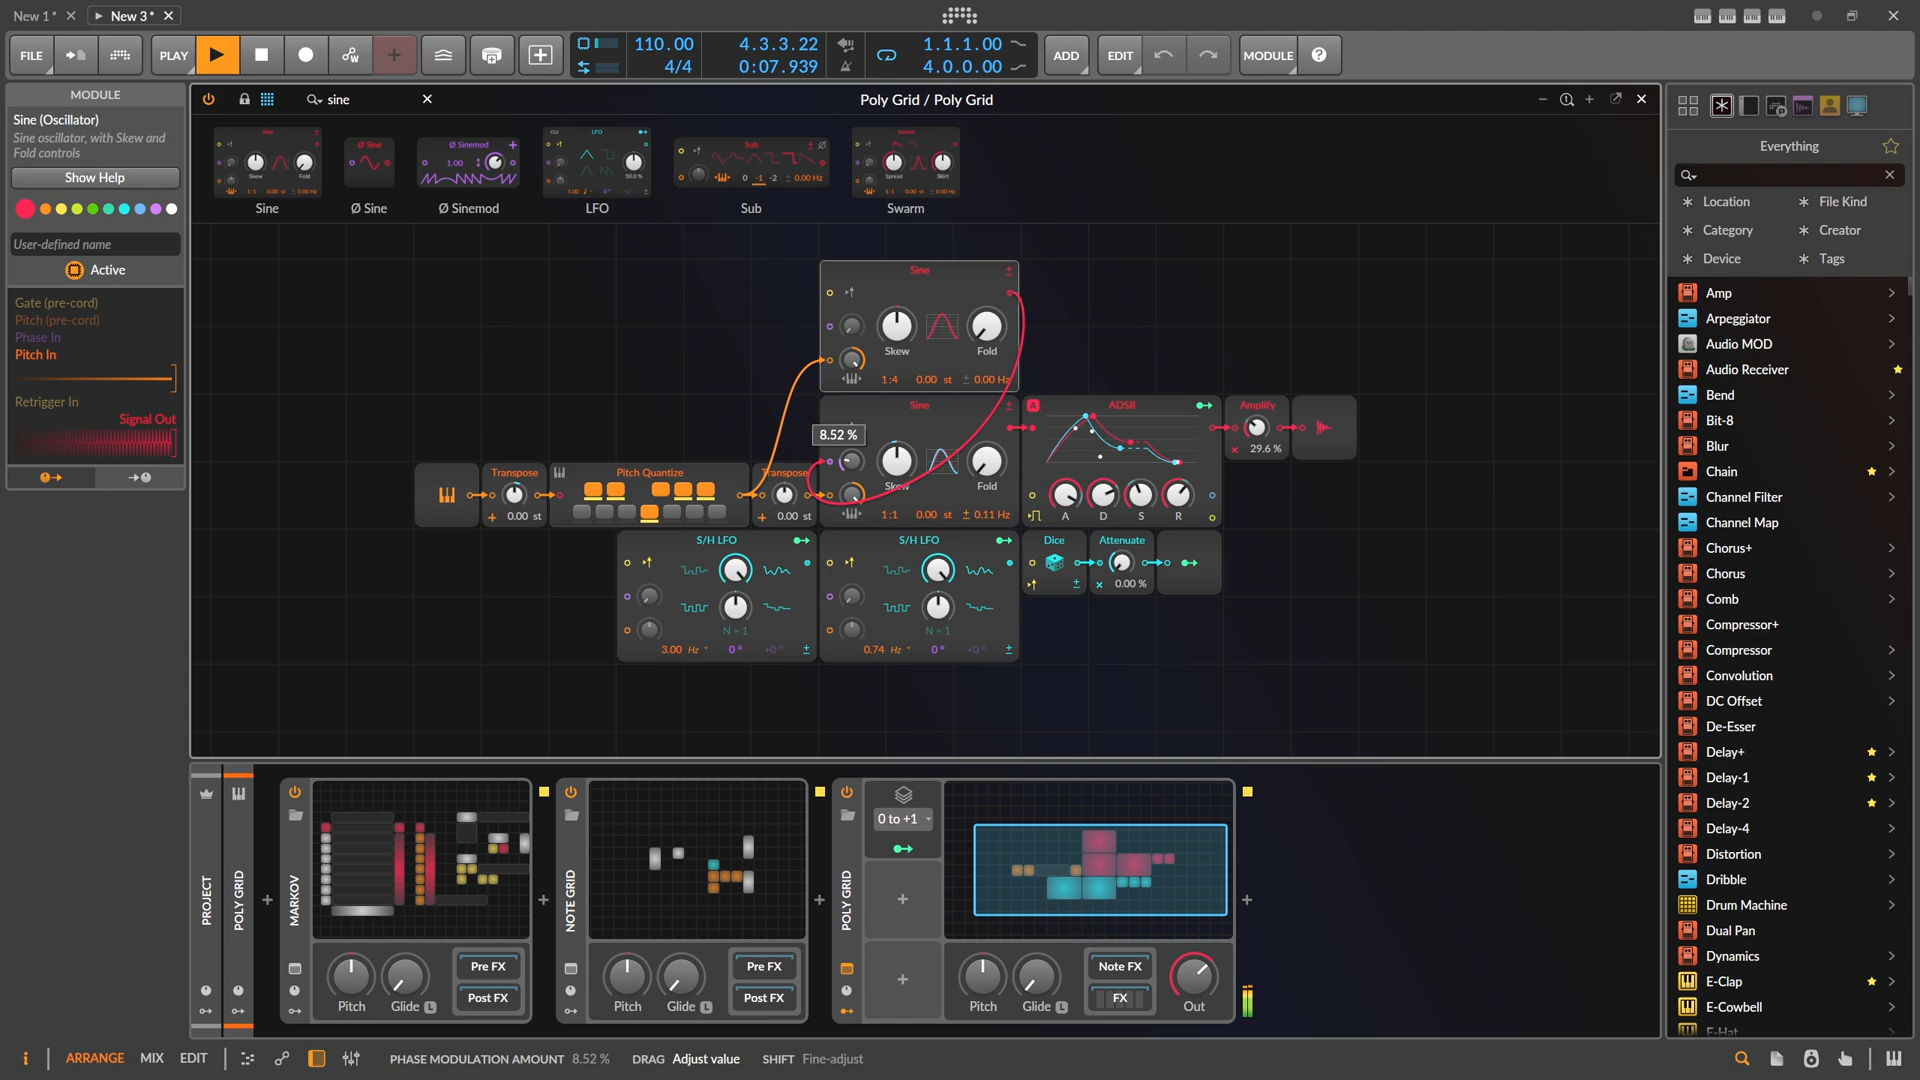 New 1*
New 3*
FILE
PLAY
110.00
4/4
4.3.3.22
0:07.939
1.1.1.00
4.0.0.00
ADD
EDIT
MODULE
MODULE
Sine (Oscillator)
Sine oscillator, with Skew and
Fold controls
Show Help
User-defined name
Active
Gate (pre-cord)
Pitch (pre-cord)
Phase In
Pitch In
Retrigger In
Signal Out
sine
Poly Grid / Poly Grid
Sine
Ø Sine
Ø Sinemod
LFO
Sub
Swarm
Sine
Skew
Fold
1:4 0.00 st ± 0.00 Hz
Sine
8.52 %
Skew
Fold
1:1 0.00 st ± 0.11 Hz
ADSR
A D S R
Amplify
29.6 %
Transpose
0.00 st
Pitch Quantize
Transpose
0.00 st
S/H LFO
N = 1
3.00 Hz 0° +0°
S/H LFO
N = 1
0.74 Hz 0° +0°
Dice
Attenuate
0.00 %
PROJECT
POLY GRID
MARKOV
Pitch
Glide L
Pre FX
Post FX
NOTE GRID
Pitch
Glide L
Pre FX
Post FX
POLY GRID
0 to +1
Pitch
Glide L
Note FX
FX
Out
Everything
Location
File Kind
Category
Creator
Device
Tags
Amp
Arpeggiator
Audio MOD
Audio Receiver
Bend
Bit-8
Blur
Chain
Channel Filter
Channel Map
Chorus+
Chorus
Comb
Compressor+
Compressor
Convolution
DC Offset
De-Esser
Delay+
Delay-1
Delay-2
Delay-4
Distortion
Dribble
Drum Machine
Dual Pan
Dynamics
E-Clap
E-Cowbell
E-Hat
ARRANGE
MIX
EDIT
PHASE MODULATION AMOUNT 8.52 %
DRAG Adjust value
SHIFT Fine-adjust